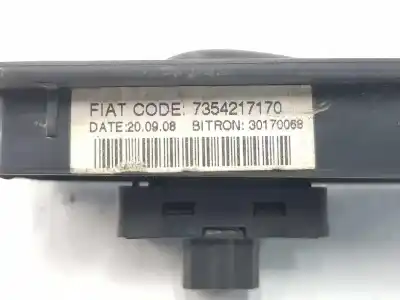 FIAT CODE: 7354217170
DATE:20.09.08 BITRON: 30170068